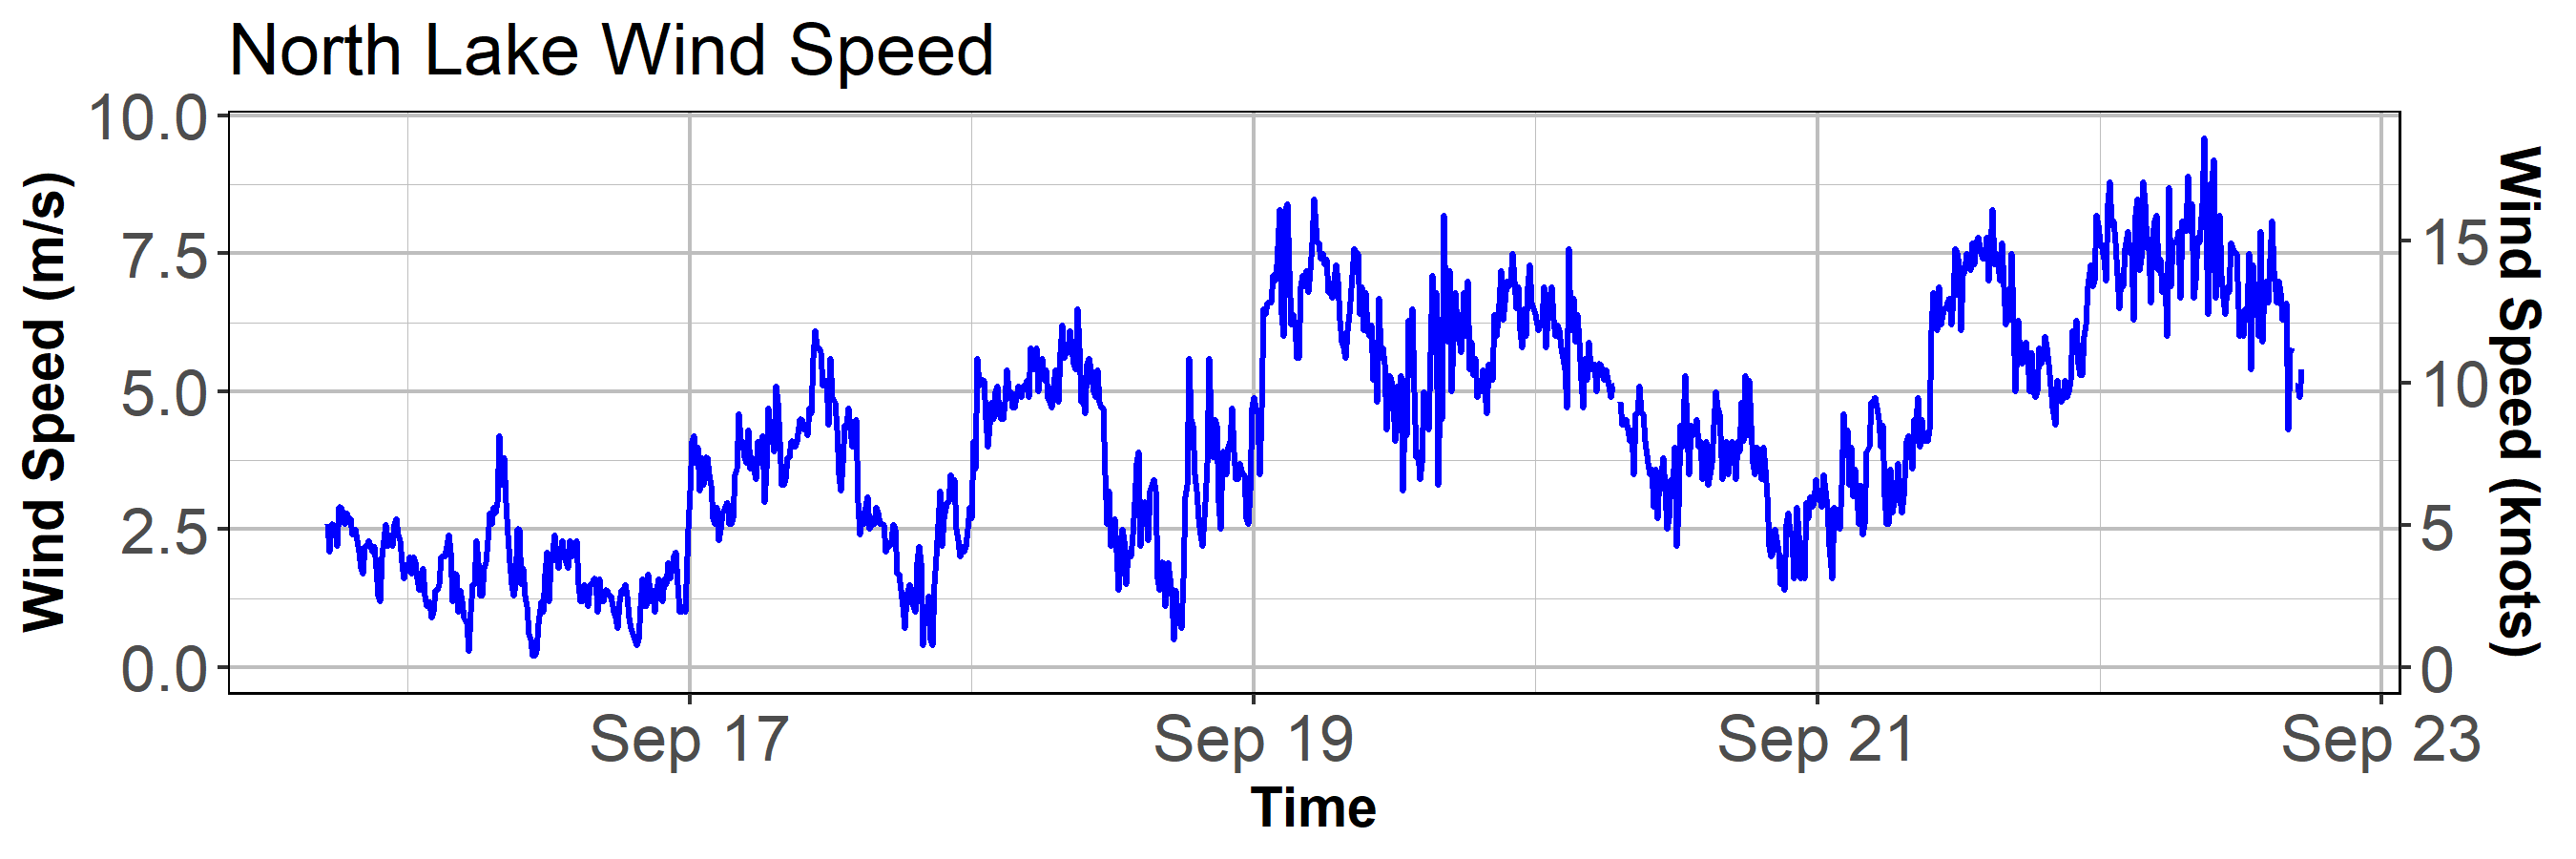 North Lake Wind Speed
Wind Speed (m/s)
10.0
7.5
5.0
2.5
0.0
Wind Speed (knots)
15
10
5
0
Sep 17 Sep 19 Sep 21 Sep 23
Time